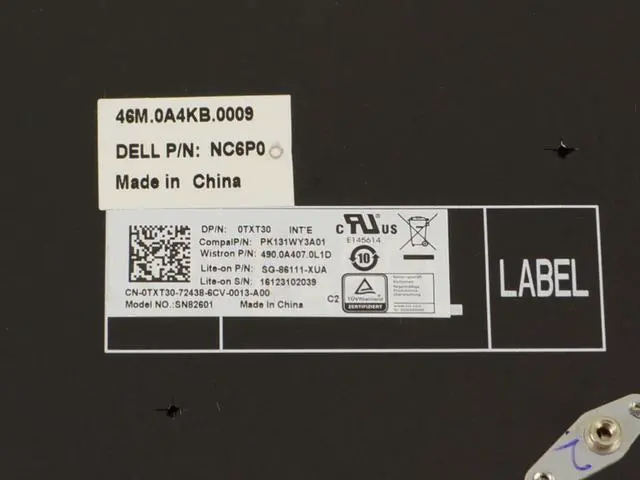 46M.0A4KB.0009
DELL P/N: NC6P0
Made in China
DP/N: 0TXT30 INT'E
CompalP/N: PK131WY3A01
Wistron P/N: 490.0A407.0L1D
Lite-on P/N: SG-86111-XUA
Lite-on S/N: 16123102039
CN-0TXT30-72438-6CV-0013-A00
Model NO.:SN82601 Made In China
C RU US
E145614
10
C2
TÜVRheinland
ZERTIFIZIERT
LABEL